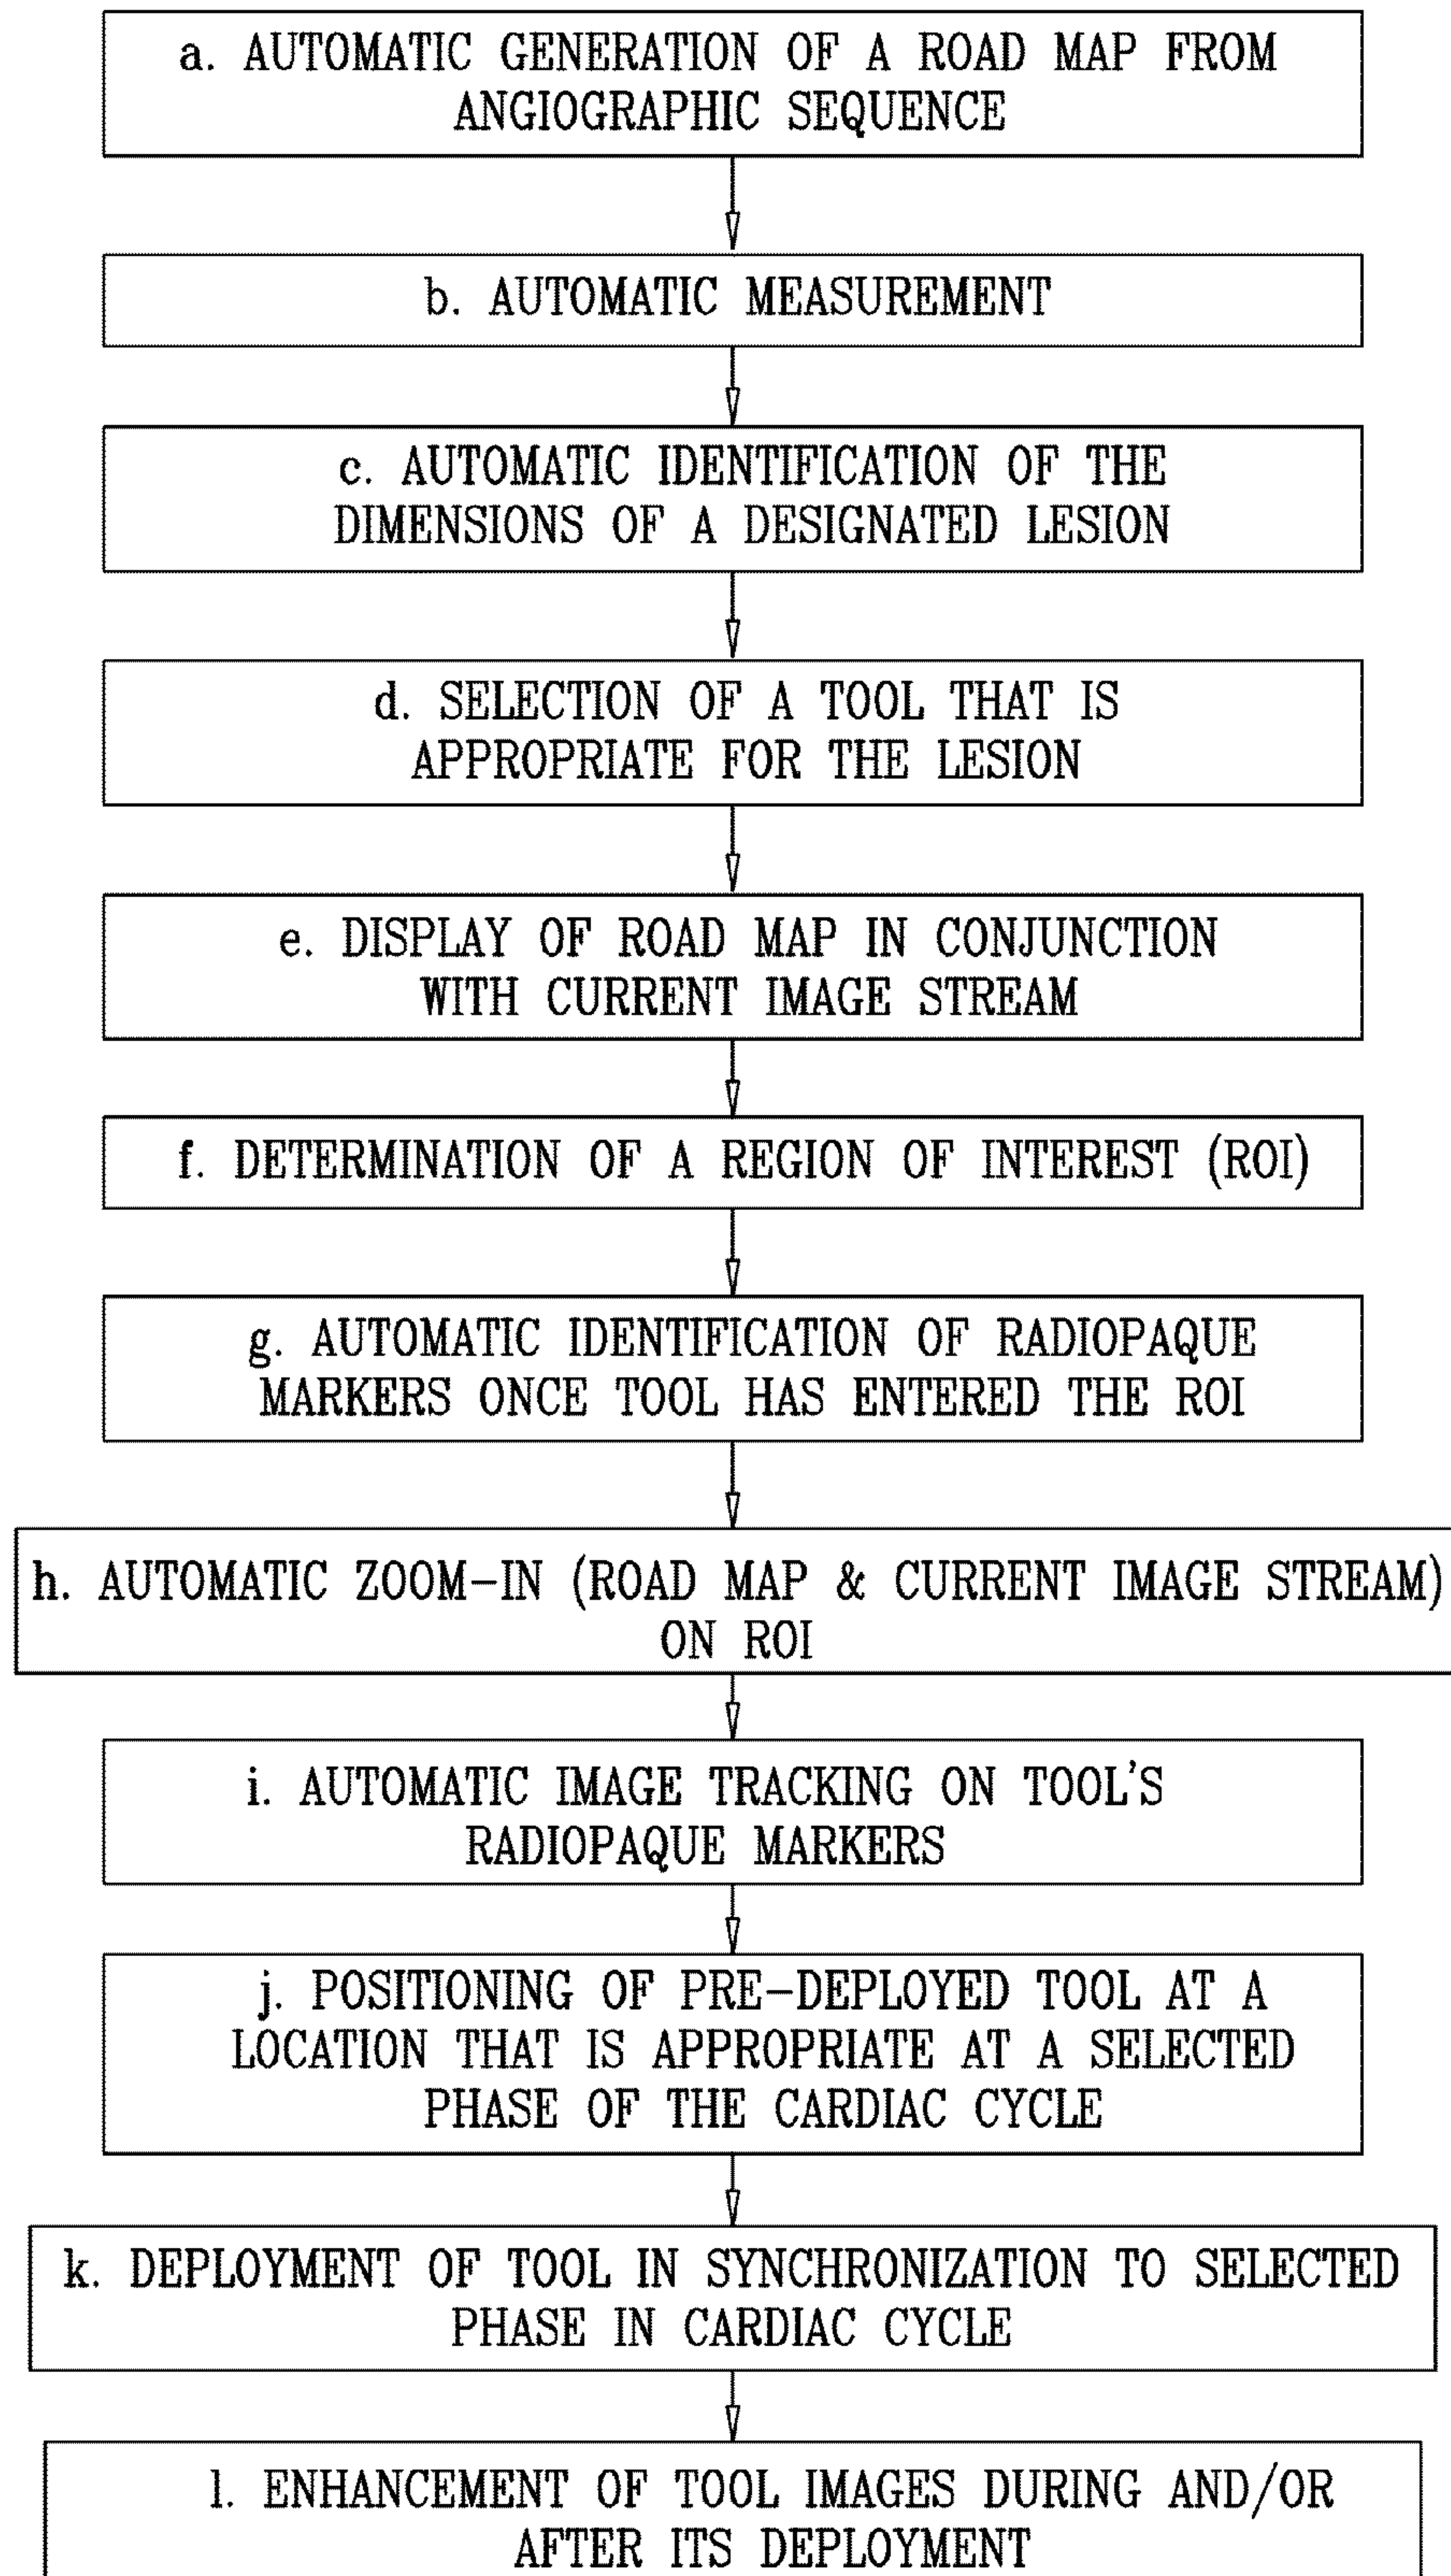 a. AUTOMATIC GENERATION OF A ROAD MAP FROM
ANGIOGRAPHIC SEQUENCE
b. AUTOMATIC MEASUREMENT
c. AUTOMATIC IDENTIFICATION OF THE
DIMENSIONS OF A DESIGNATED LESION
d. SELECTION OF A TOOL THAT IS
APPROPRIATE FOR THE LESION
e. DISPLAY OF ROAD MAP IN CONJUNCTION
WITH CURRENT IMAGE STREAM
f. DETERMINATION OF A REGION OF INTEREST (ROI)
g. AUTOMATIC IDENTIFICATION OF RADIOPAQUE
MARKERS ONCE TOOL HAS ENTERED THE ROI
h. AUTOMATIC ZOOM-IN (ROAD MAP & CURRENT IMAGE STREAM)
ON ROI
i. AUTOMATIC IMAGE TRACKING ON TOOL'S
RADIOPAQUE MARKERS
j. POSITIONING OF PRE-DEPLOYED TOOL AT A
LOCATION THAT IS APPROPRIATE AT A SELECTED
PHASE OF THE CARDIAC CYCLE
k. DEPLOYMENT OF TOOL IN SYNCHRONIZATION TO SELECTED
PHASE IN CARDIAC CYCLE
l. ENHANCEMENT OF TOOL IMAGES DURING AND/OR
AFTER ITS DEPLOYMENT